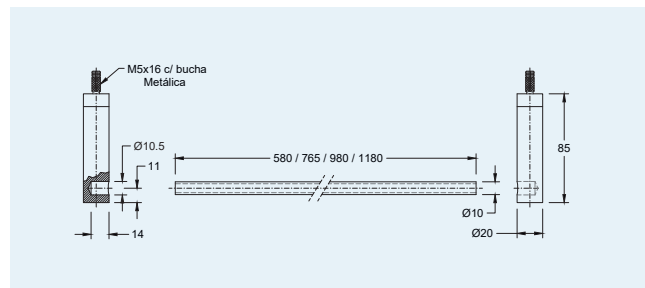 M5x16 c/ bucha
Metálica
Ø10.5
11
580 / 765 / 980 / 1180
85
Ø10
Ø20
14